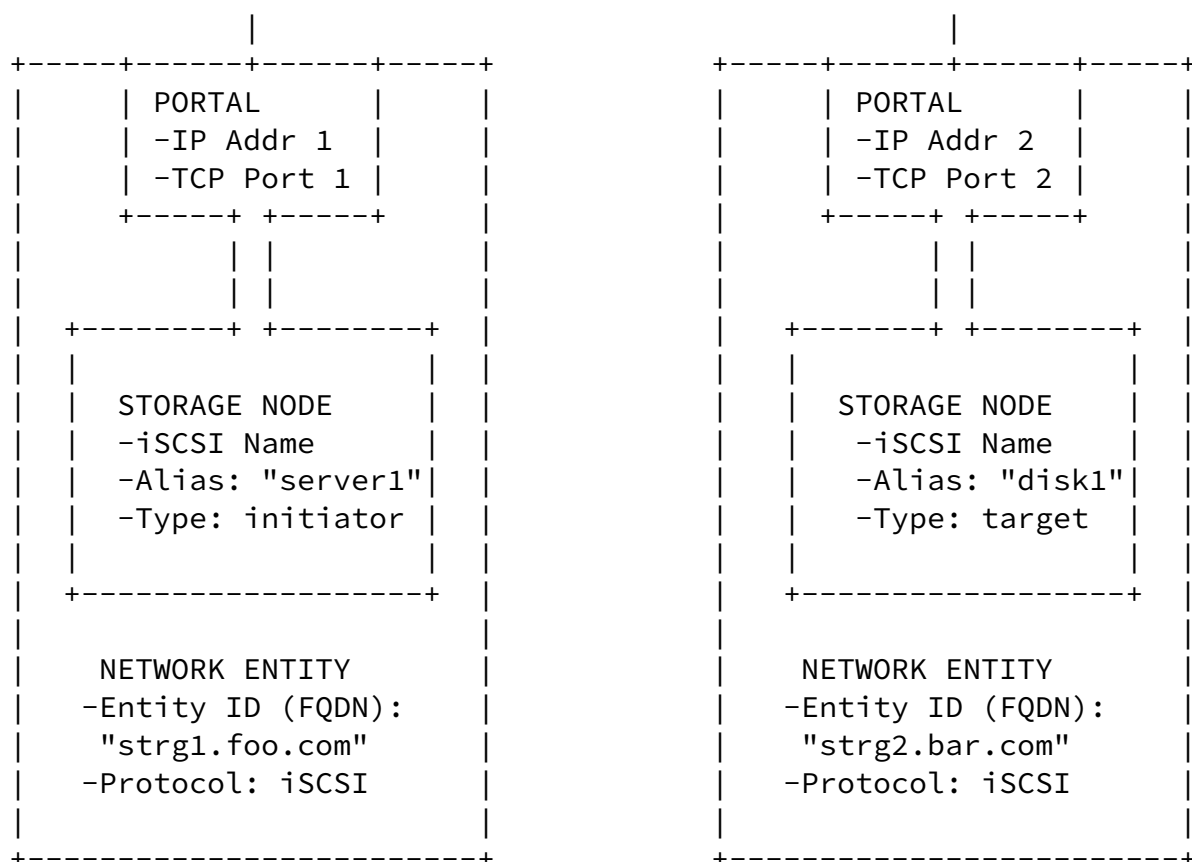 PORTAL
-IP Addr 1
-TCP Port 1
STORAGE NODE
-iSCSI Name
-Alias: "server1"
-Type: initiator
NETWORK ENTITY
-Entity ID (FQDN):
"strg1.foo.com"
-Protocol: iSCSI
PORTAL
-IP Addr 2
-TCP Port 2
STORAGE NODE
-iSCSI Name
-Alias: "disk1"
-Type: target
NETWORK ENTITY
-Entity ID (FQDN):
"strg2.bar.com"
-Protocol: iSCSI